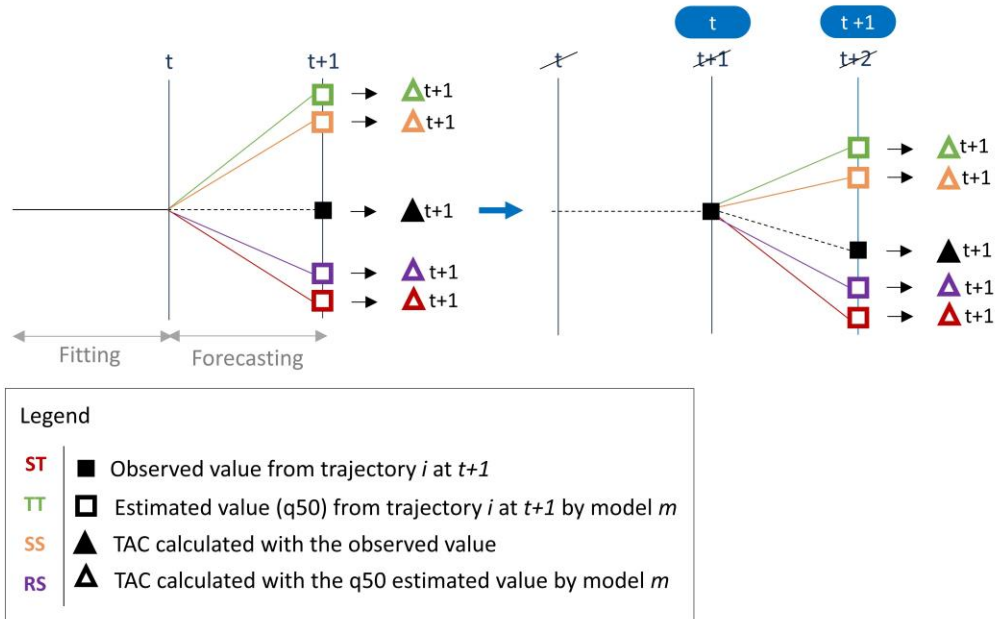 t
t +1
t
t+1
t
t+1
t+2
t+1
t+1
t+1
t+1
t+1
t+1
t+1
t+1
t+1
t+1
Fitting
Forecasting
Legend
ST
Observed value from trajectory i at t+1
TT
Estimated value (q50) from trajectory i at t+1 by model m
SS
TAC calculated with the observed value
RS
TAC calculated with the q50 estimated value by model m